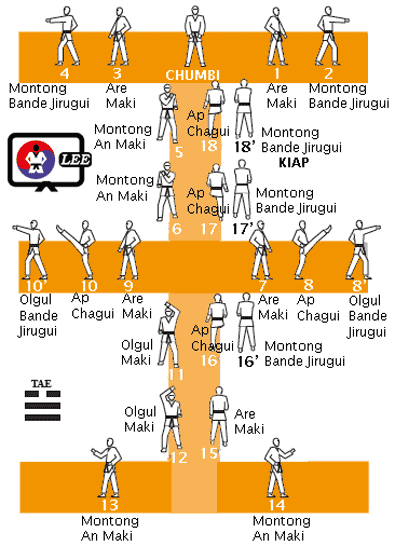 CHUMBI
4 3 1 2
Montong
Bande Jirugui
Are
Maki
Are
Maki
Montong
Bande Jirugui
Montong
An Maki
5
Ap
Chagui
18
18’
Montong
Bande Jirugui
KIAP
LEE
Montong
An Maki
6
Ap
Chagui
17
17’
Montong
Bande Jirugui
10’ 10 9 7 8 8’
Olgul
Bande
Jirugui
Ap
Chagui
Are
Maki
Are
Maki
Ap
Chagui
Olgul
Bande
Jirugui
Olgul
Maki
11
Ap
Chagui
16
16’
Montong
Bande Jirugui
TAE
Olgul
Maki
12
Are
Maki
15
13 14
Montong
An Maki
Montong
An Maki